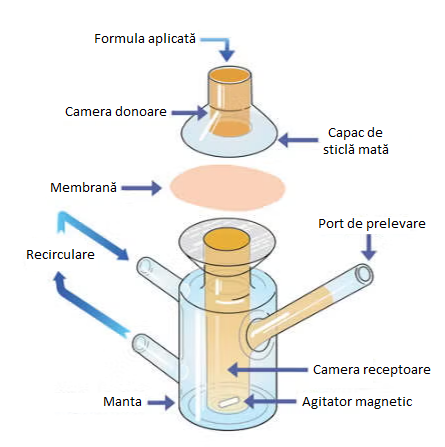 Formula aplicată
Camera donoare
Capac de
sticlă mată
Membrană
Port de prelevare
Recirculare
Camera receptoare
Manta
Agitator magnetic